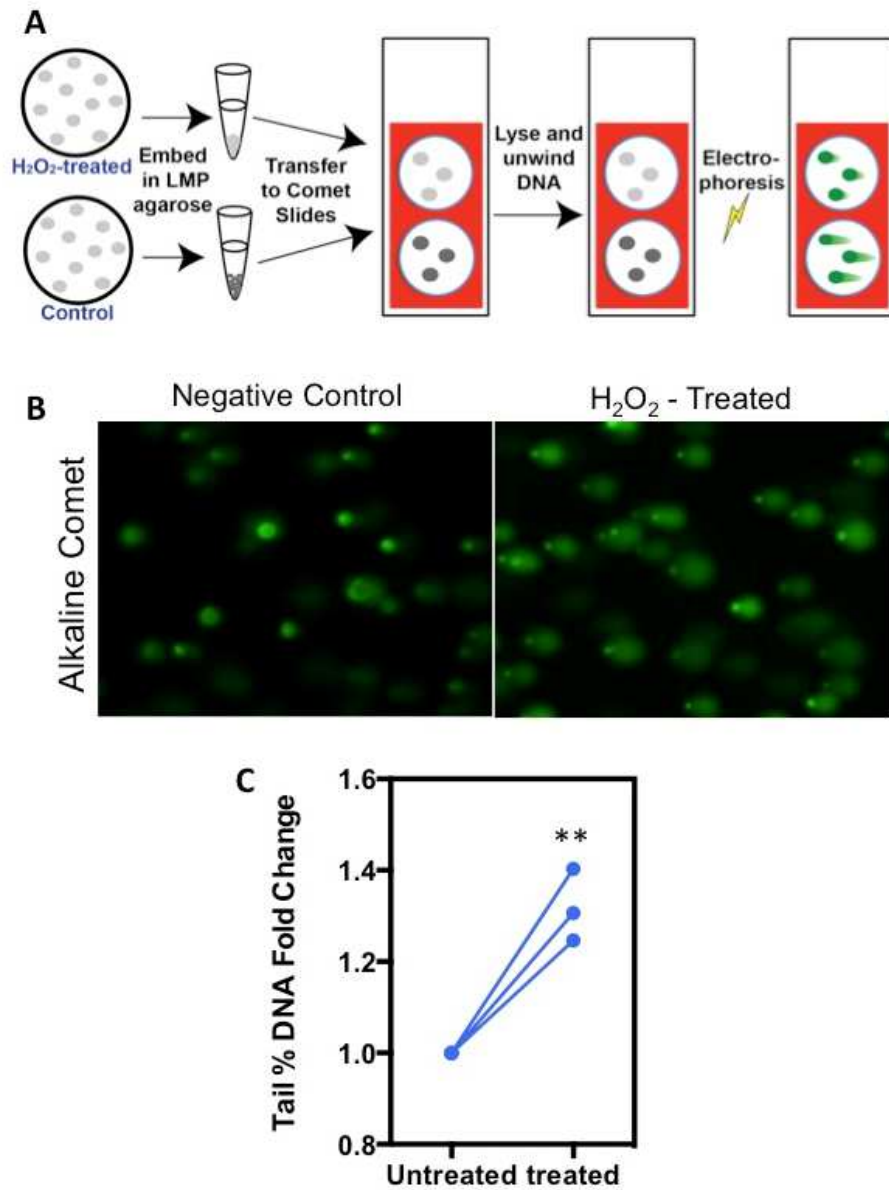 A
H₂O₂-treated
Control
Embed
in LMP
agarose
Transfer
to Comet
Slides
Lyse and
unwind
DNA
Electro-
phoresis
B
Negative Control
H₂O₂ - Treated
Alkaline Comet
C
Tail % DNA Fold Change
1.6
1.4
1.2
1.0
0.8
**
Untreated treated